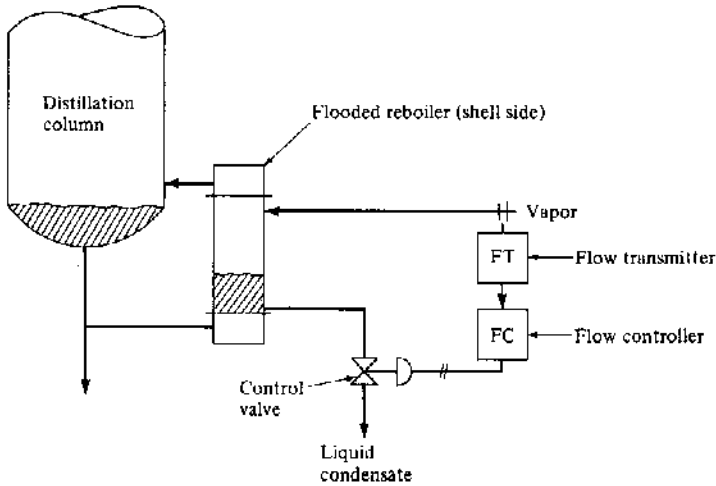 Distillation
column
Flooded reboiler (shell side)
Vapor
FT
Flow transmitter
FC
Flow controller
Control
valve
Liquid
condensate